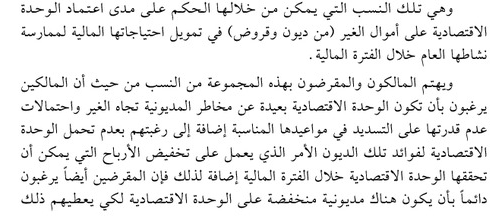 وهي تلك النسب التي يمكن من خلالها الحكم على مدى اعتماد الوحدة
الاقتصادية على أموال الغير (من ديون وقروض) في تمويل احتياجاتها المالية لممارسة
نشاطها العام خلال الفترة المالية .
ويهتم المالكون والمقرضون بهذه المجموعة من النسب من حيث أن المالكين
يرغبون بأن تكون الوحدة الاقتصادية بعيدة عن مخاطر المديونية تجاه الغير واحتمالات
عدم قدرتها على التسديد في مواعيدها المناسبة إضافة إلى رغبتهم بعدم تحمل الوحدة
الاقتصادية لفوائد تلك الديون الأمر الذي يعمل على تخفيض الأرباح التي يمكن أن
تحققها الوحدة الاقتصادية خلال الفترة المالية إضافة لذلك فإن المقرضين أيضاً يرغبون
دائماً بأن يكون هناك مديونية منخفضة على الوحدة الاقتصادية لكي يعطيهم ذلك